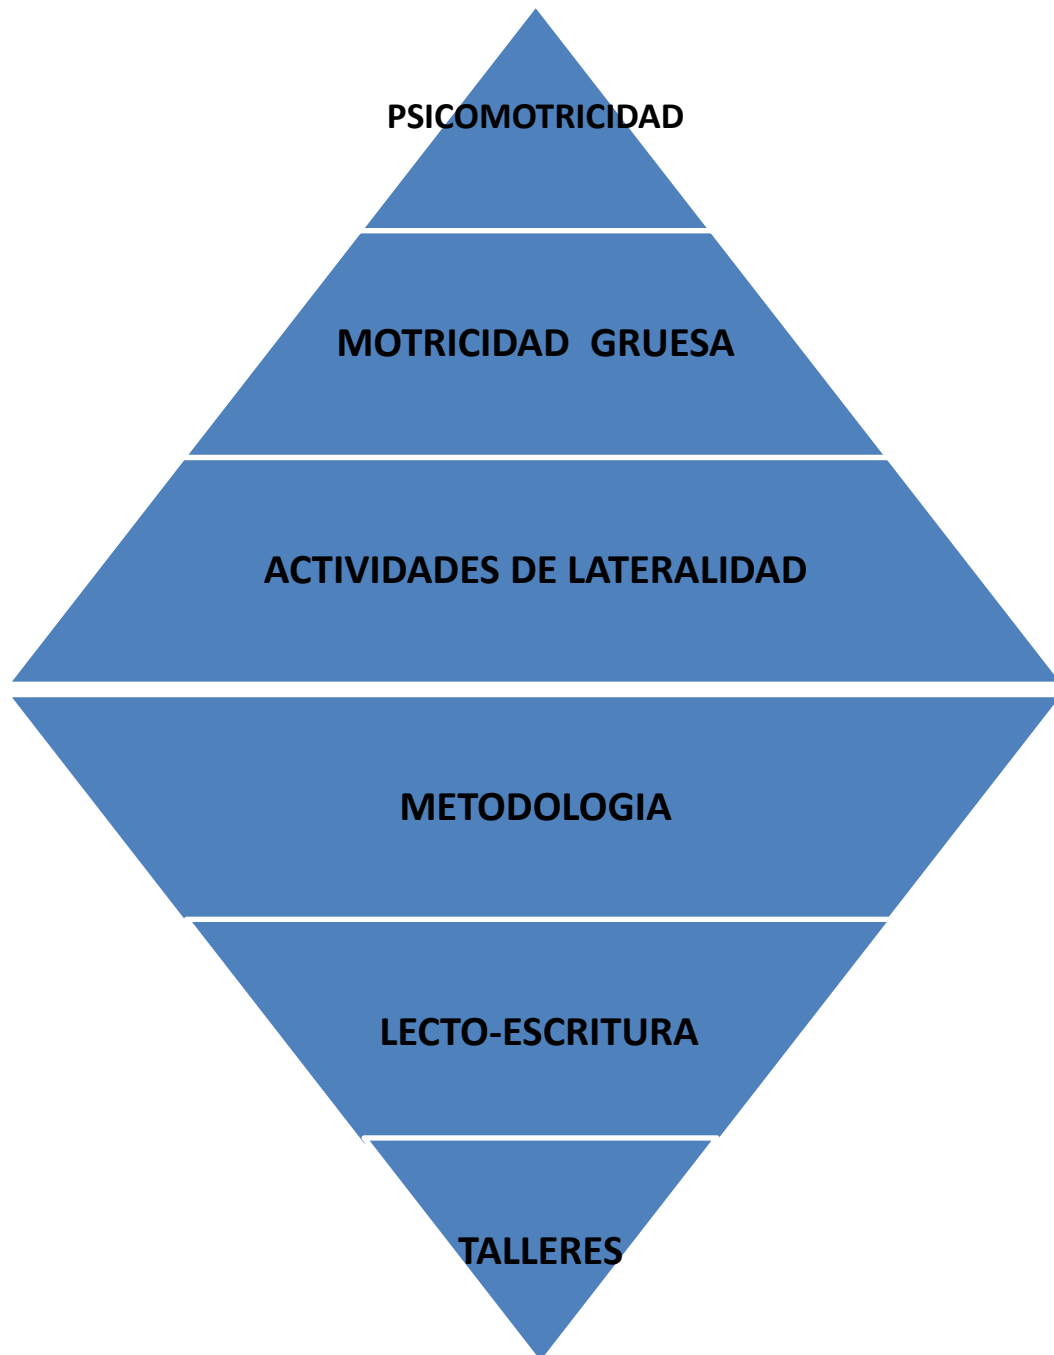 PSICOMOTRICIDAD
MOTRICIDAD  GRUESA
ACTIVIDADES DE LATERALIDAD
METODOLOGIA
LECTO-ESCRITURA
TALLERES